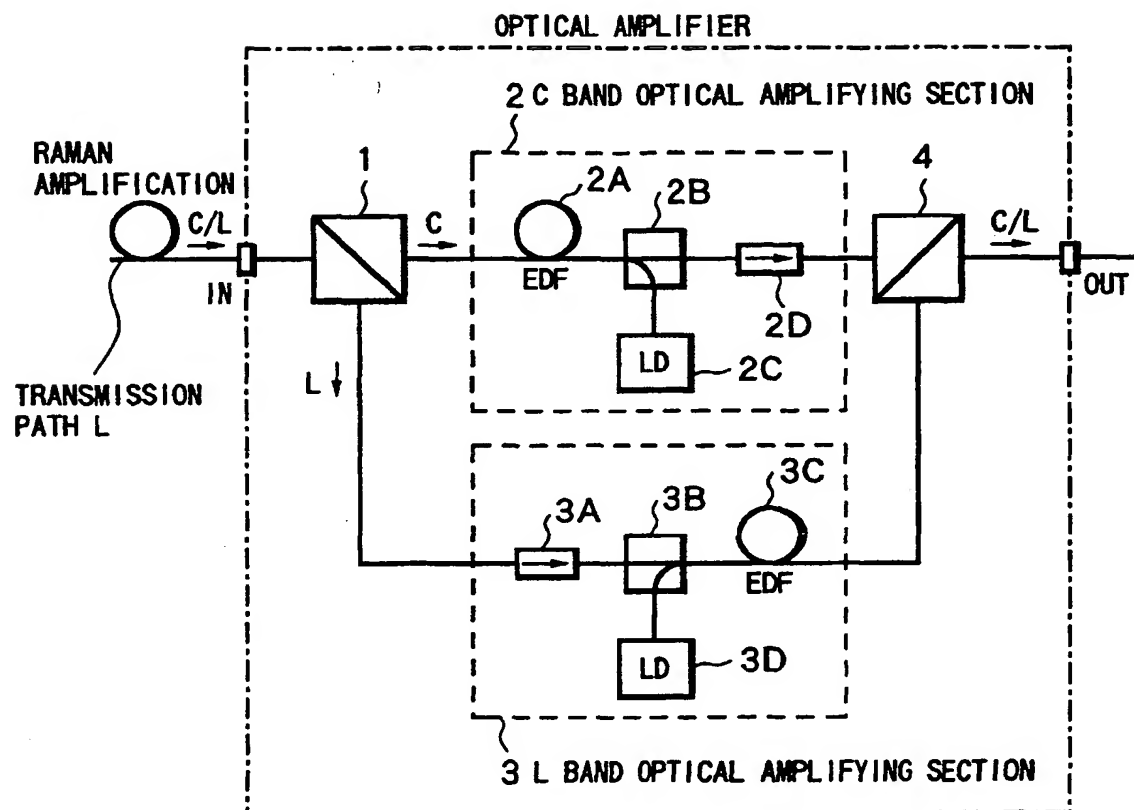 OPTICAL AMPLIFIER
2 C BAND OPTICAL AMPLIFYING SECTION
RAMAN
AMPLIFICATION
1
2A
2B
4
C/L
C
C/L
IN
EDF
2D
OUT
LD
2C
L
TRANSMISSION
PATH L
3A
3B
3C
EDF
LD
3D
3 L BAND OPTICAL AMPLIFYING SECTION